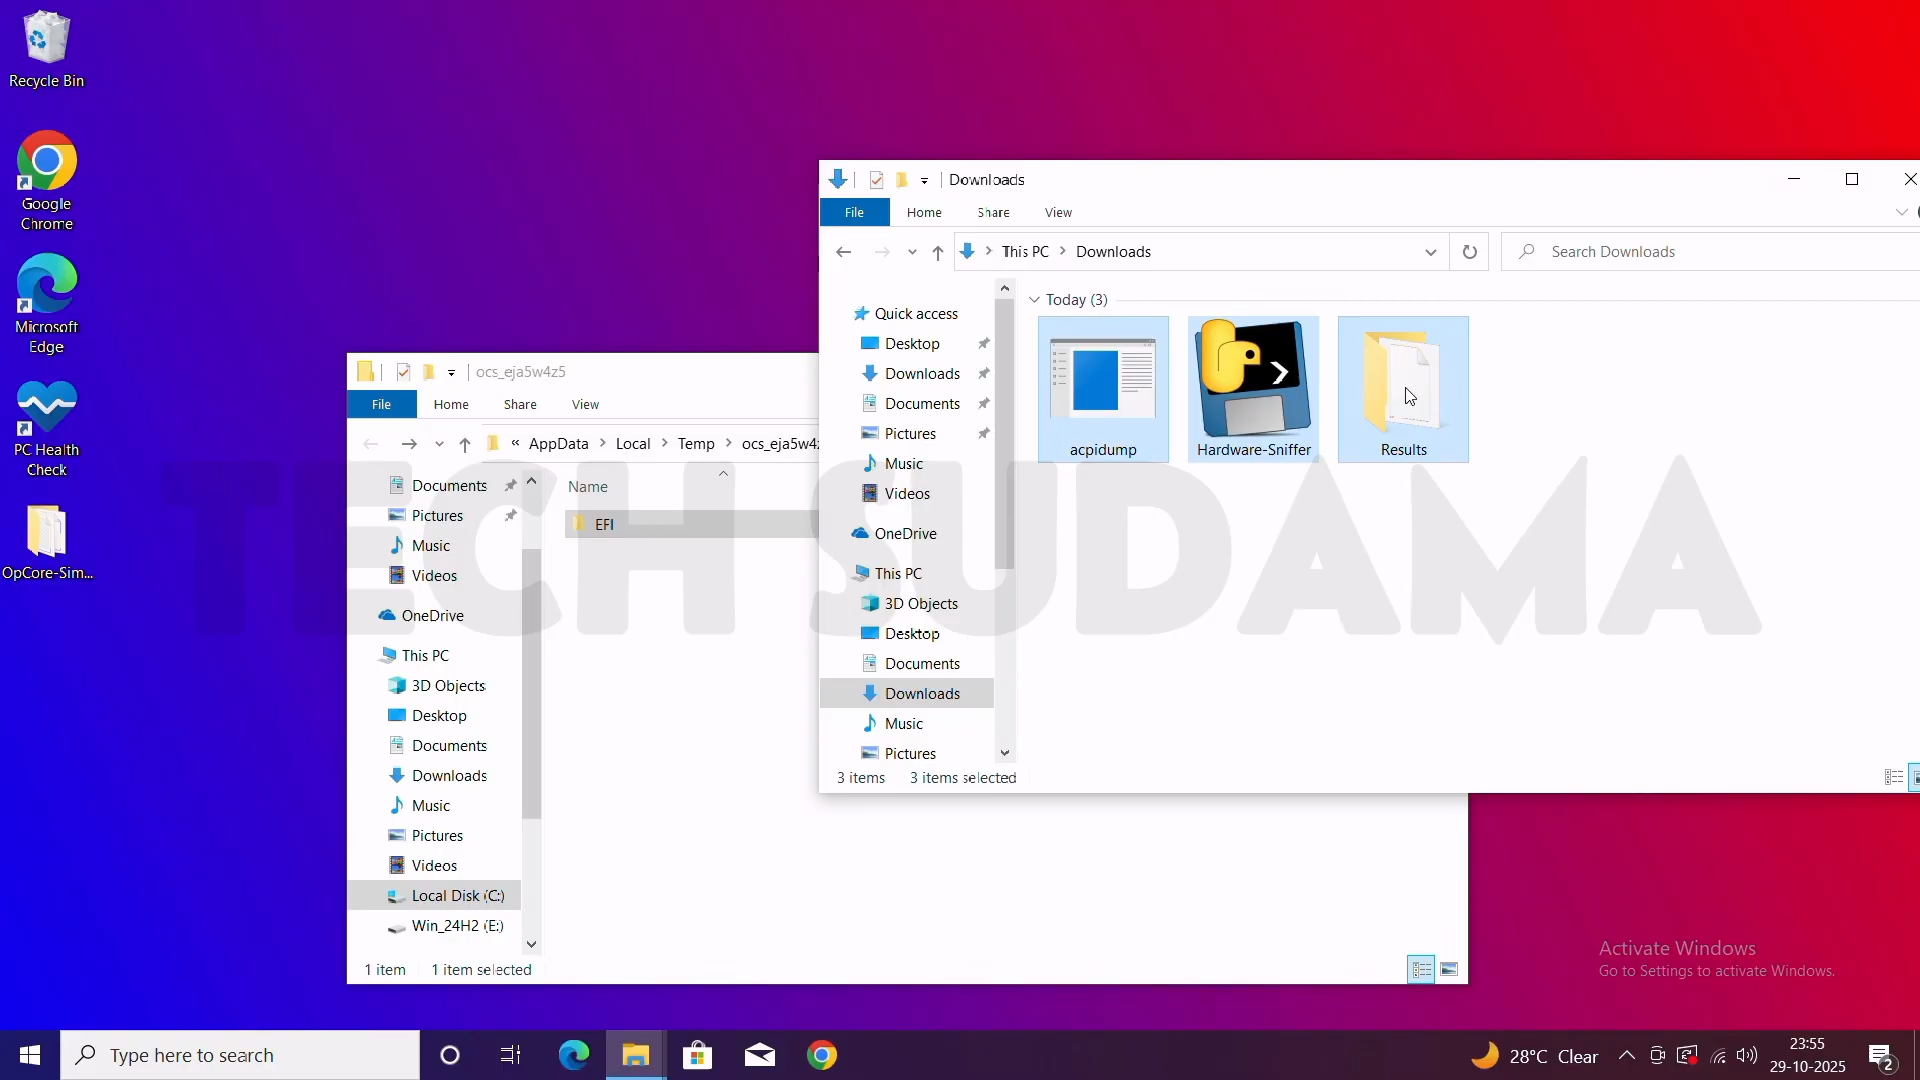 Recycle Bin
Google
Chrome
Microsoft
Edge
PC Health
Check
OpCore-Sim...
Downloads
File
Home
Share
View
This PC
Downloads
Search Downloads
Quick access
Desktop
Downloads
Documents
Pictures
Music
Videos
OneDrive
This PC
3D Objects
Desktop
Documents
Downloads
Music
Pictures
Today (3)
acpidump
Hardware-Sniffer
Results
3 items
3 items selected
ocs_eja5w4z5
File
Home
Share
View
« AppData > Local > Temp > ocs_eja5w4z
Documents
Pictures
Music
Videos
OneDrive
This PC
3D Objects
Desktop
Documents
Downloads
Music
Pictures
Videos
Local Disk (C:)
Win_24H2 (E:)
Name
EFI
1 item
1 item selected
TECH SUDAMA
Activate Windows
Go to Settings to activate Windows.
Type here to search
28°C Clear
23:55
29-10-2025
2